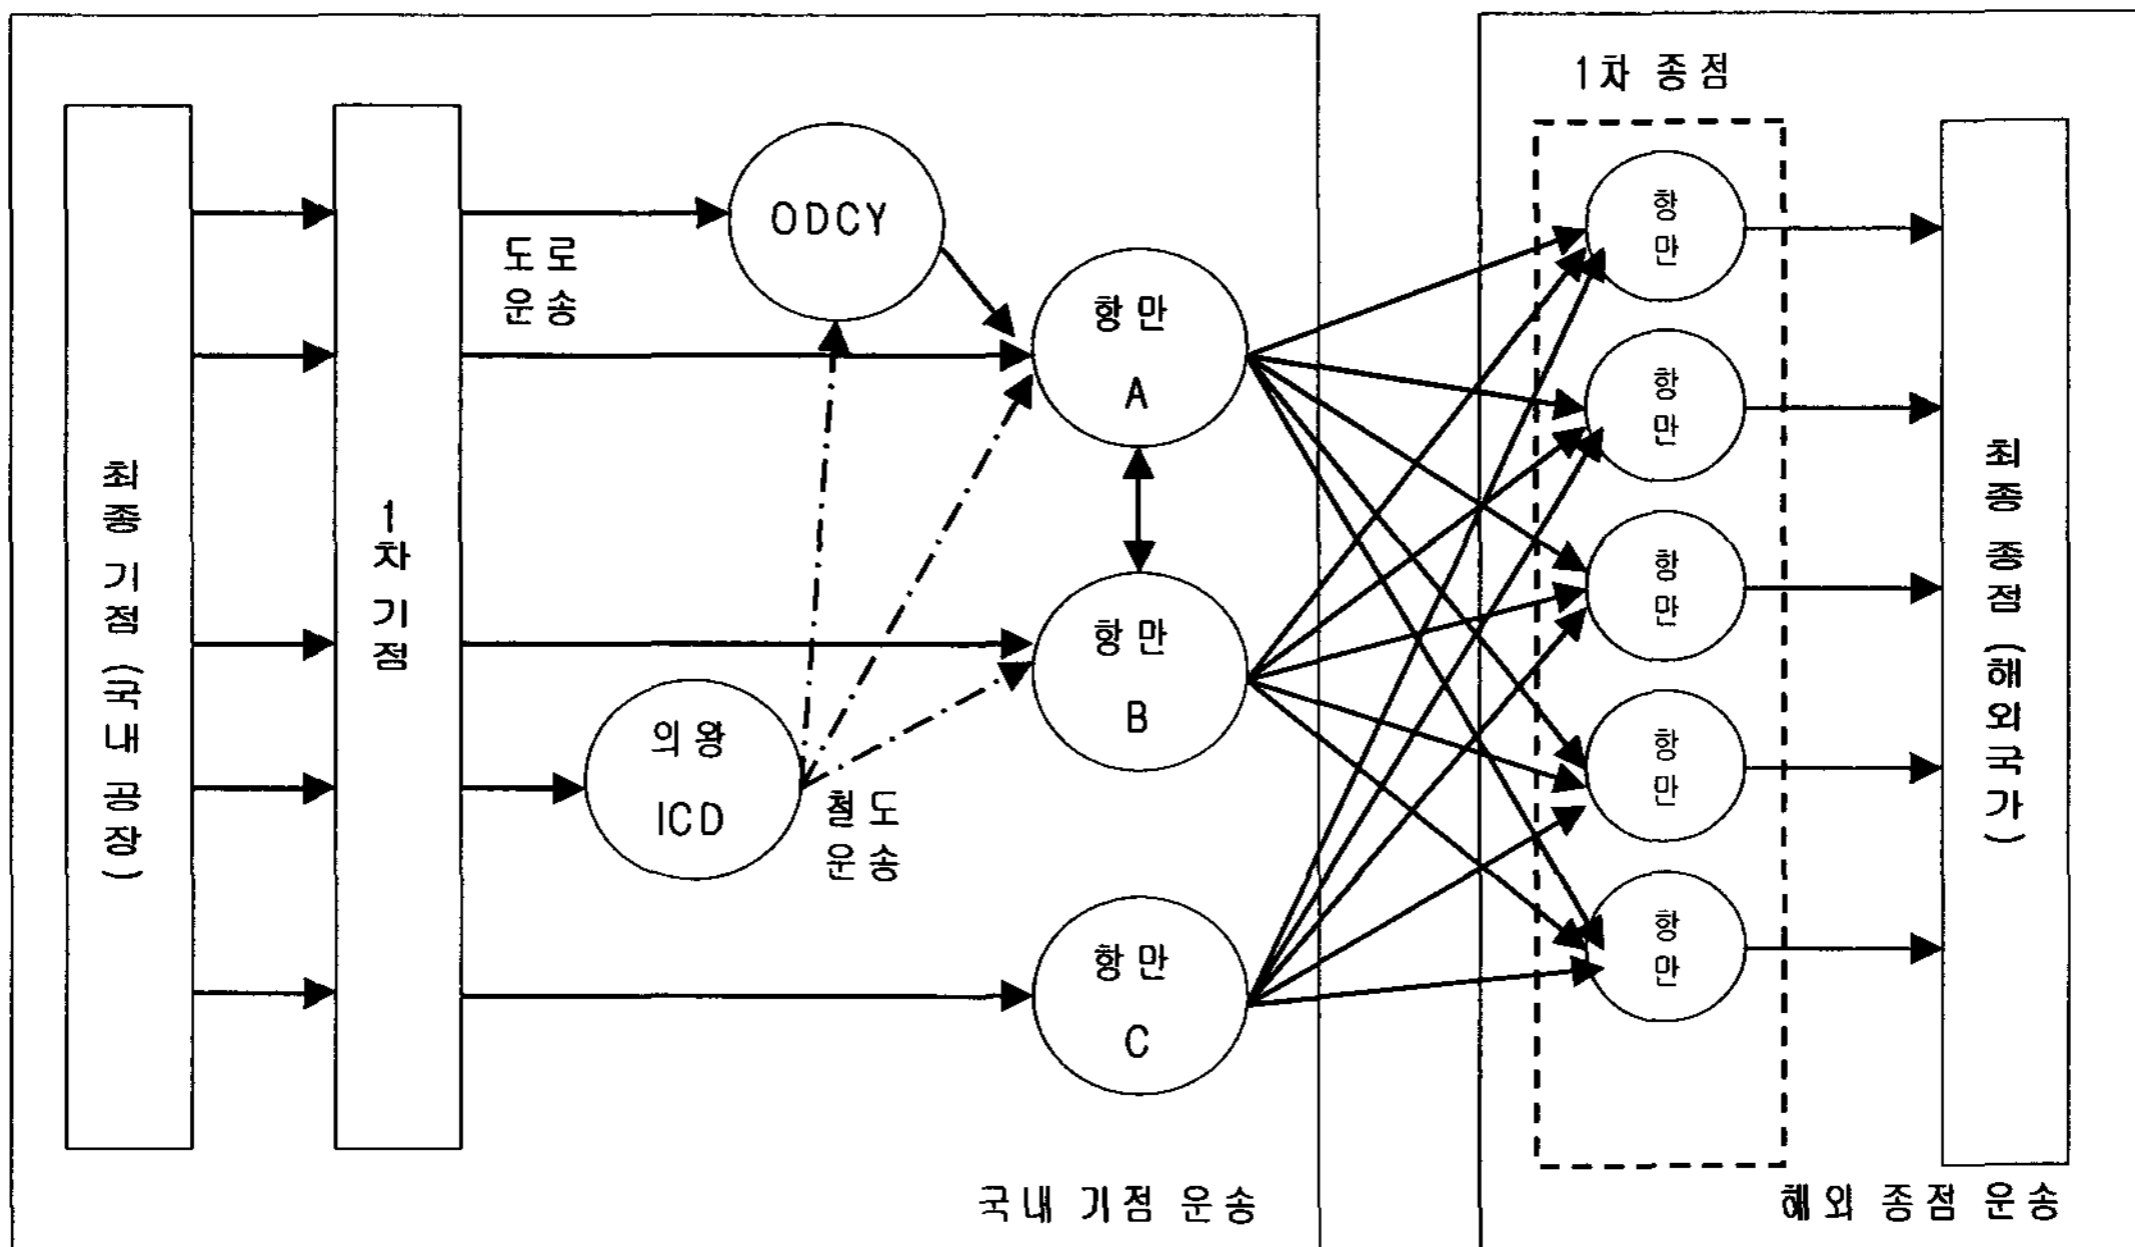 1차 종점
최종 기점 (국내 공장)
1차 기점
도로
운송
ODCY
항만
A
항만
B
의왕
ICD
철도
운송
항만
C
항
만
항
만
항
만
항
만
항
만
최종 종점 (해외국가)
국내 기점 운송
해외 종점 운송